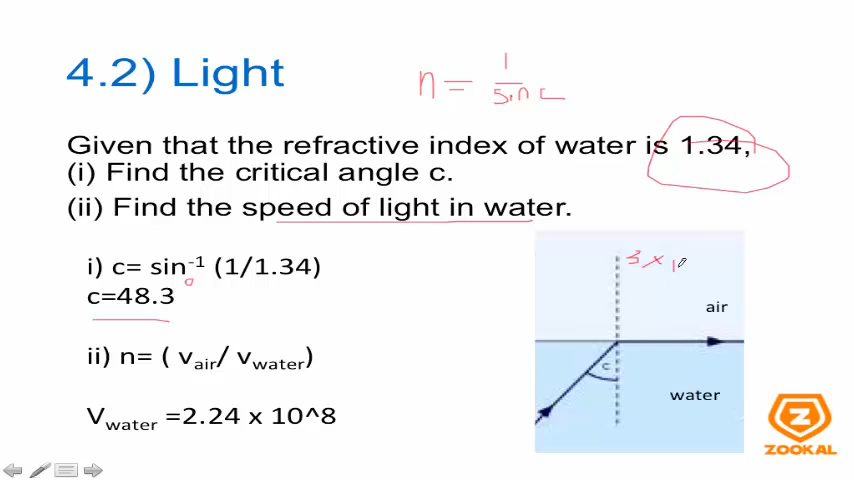 4.2) Light
n = 1/sin c
Given that the refractive index of water is 1.34,
(i) Find the critical angle c.
(ii) Find the speed of light in water.
i) c= sin⁻¹ (1/1.34)
c=48.3°
ii) n= ( vair/ vwater)
Vwater =2.24 x 10^8
3 x 1
air
c
water
ZOOKAL